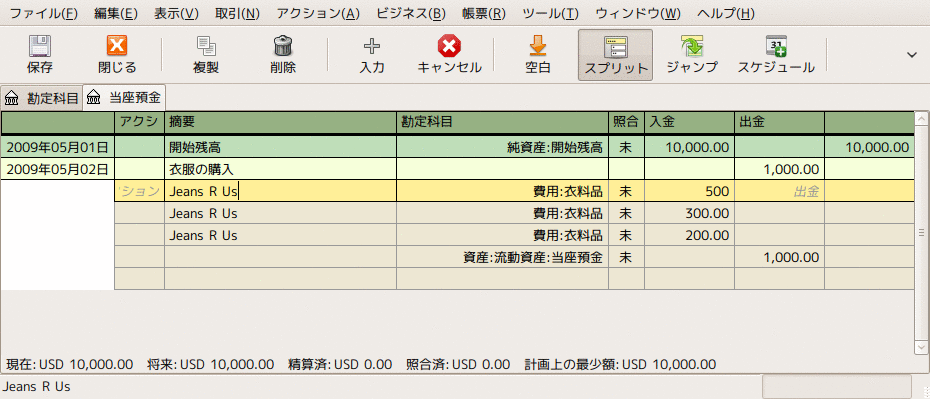 ファイル(F) 編集(E) 表示(V) 取引(N) アクション(A) ビジネス(B) 帳票(R) ツール(T) ウィンドウ(W) ヘルプ(H)
保存 閉じる 複製 削除 入力 キャンセル 空白 スプリット ジャンプ スケジュール
勘定科目 当座預金
アクシ 摘要 勘定科目 照合 入金 出金
2009年05月01日 開始残高 純資産:開始残高 未 10,000.00 10,000.00
2009年05月02日 衣服の購入 1,000.00
ション Jeans R Us 費用:衣料品 未 500 出金
Jeans R Us 費用:衣料品 未 300.00
Jeans R Us 費用:衣料品 未 200.00
資産:流動資産:当座預金 未 1,000.00
現在: USD 10,000.00 将来: USD 10,000.00 精算済: USD 0.00 照合済: USD 0.00 計画上の最少額: USD 10,000.00
Jeans R Us